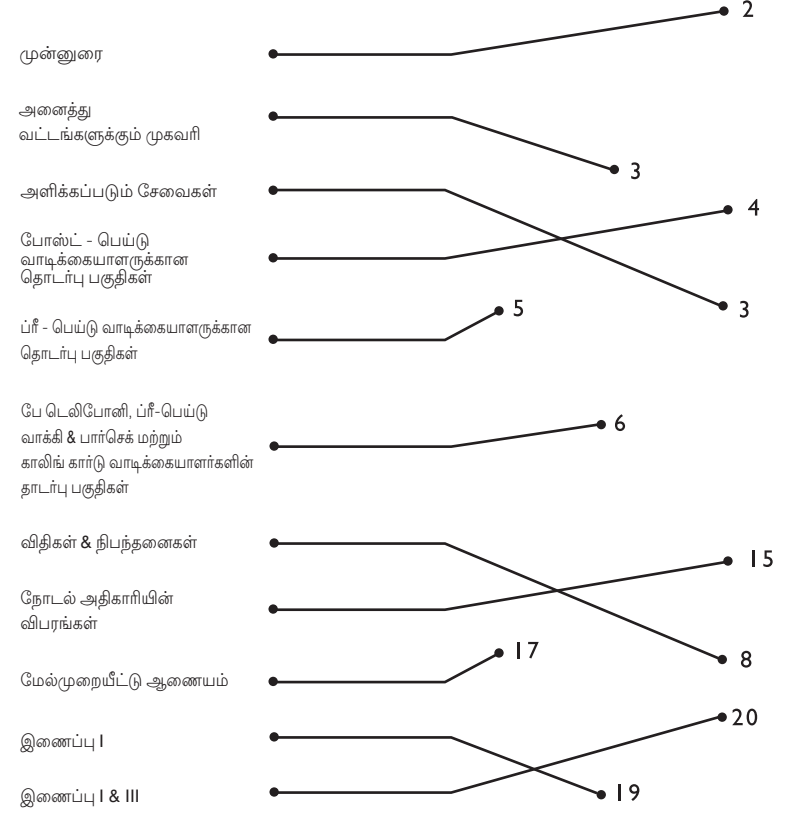 2
முன்னுரை
அனைத்து
வட்டங்களுக்கும் முகவரி
3
அளிக்கப்படும் சேவைகள்
4
போஸ்ட் - பெய்டு
வாடிக்கையாளருக்கான
தொடர்பு பகுதிகள்
3
5
ப்ரீ - பெய்டு வாடிக்கையாளருக்கான
தொடர்பு பகுதிகள்
பே டெலிபோனி, ப்ரீ-பெய்டு
வாக்கி & பார்செக் மற்றும்
காலிங் கார்டு வாடிக்கையாளர்களின்
தாடர்பு பகுதிகள்
6
விதிகள் & நிபந்தனைகள்
15
நோடல் அதிகாரியின்
விபரங்கள்
17
8
மேல்முறையீட்டு ஆணையம்
20
இணைப்பு I
19
இணைப்பு I & III